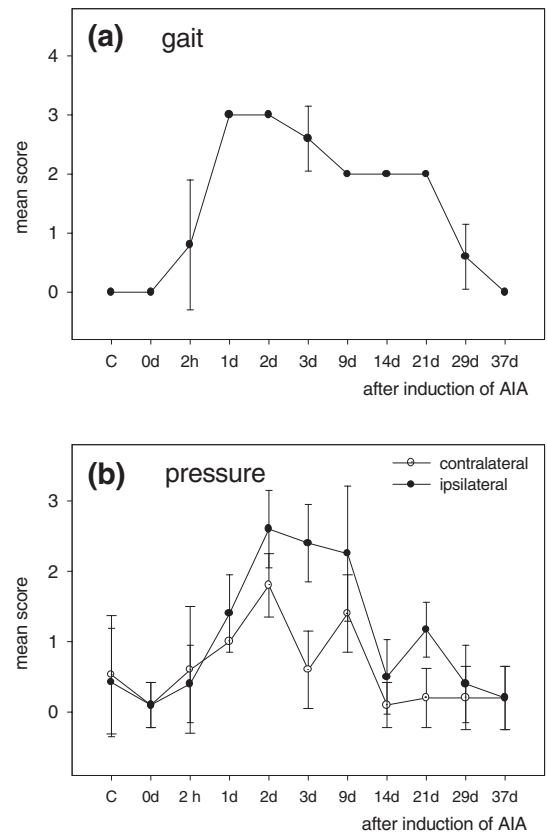 (a) gait
4
3
2
1
0
mean score
C 0d 2h 1d 2d 3d 9d 14d 21d 29d 37d
after induction of AIA
(b) pressure
contralateral
ipsilateral
3
2
1
0
mean score
C 0d 2 h 1d 2d 3d 9d 14d 21d 29d 37d
after induction of AIA